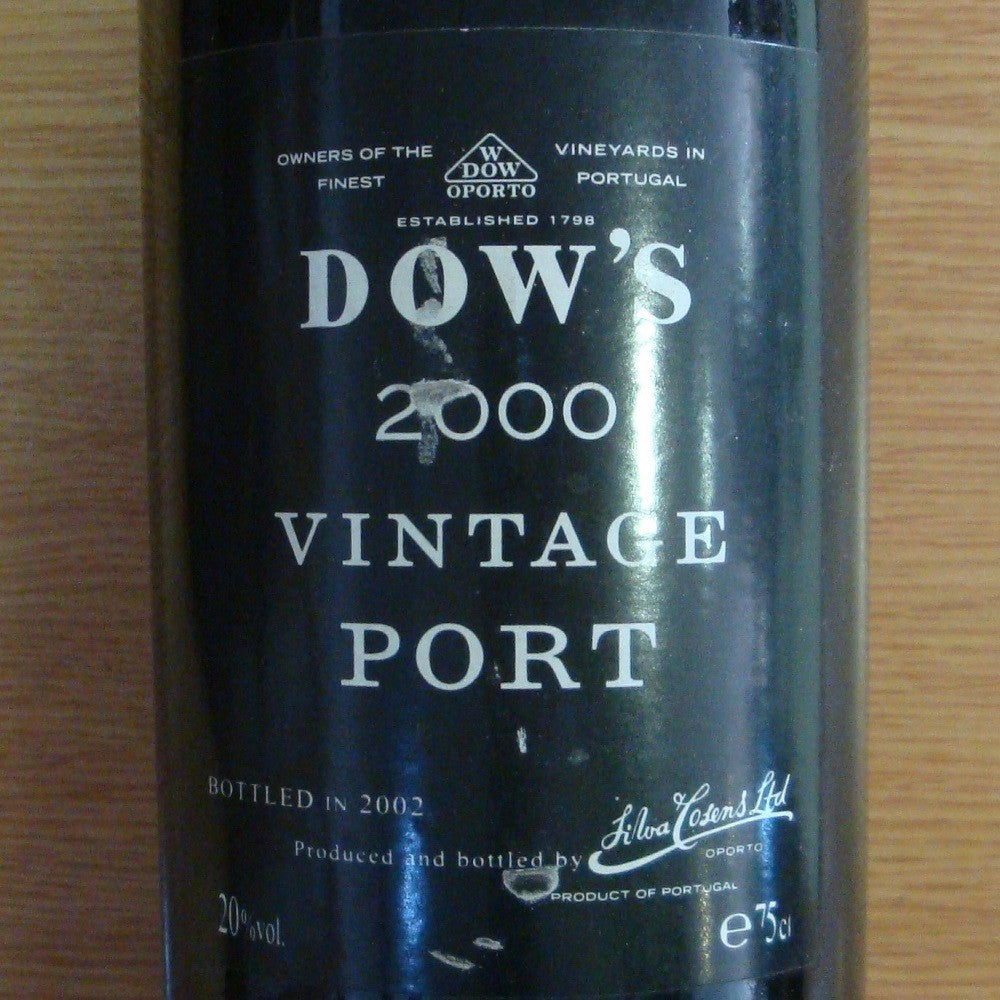 OWNERS OF THE FINEST
W
DOW
OPORTO
VINEYARDS IN PORTUGAL
ESTABLISHED 1798
DOW'S
2000
VINTAGE
PORT
BOTTLED IN 2002
Produced and bottled by Silva & Cosens Ltd
OPORTO
PRODUCT OF PORTUGAL
20%vol.
e 75cl